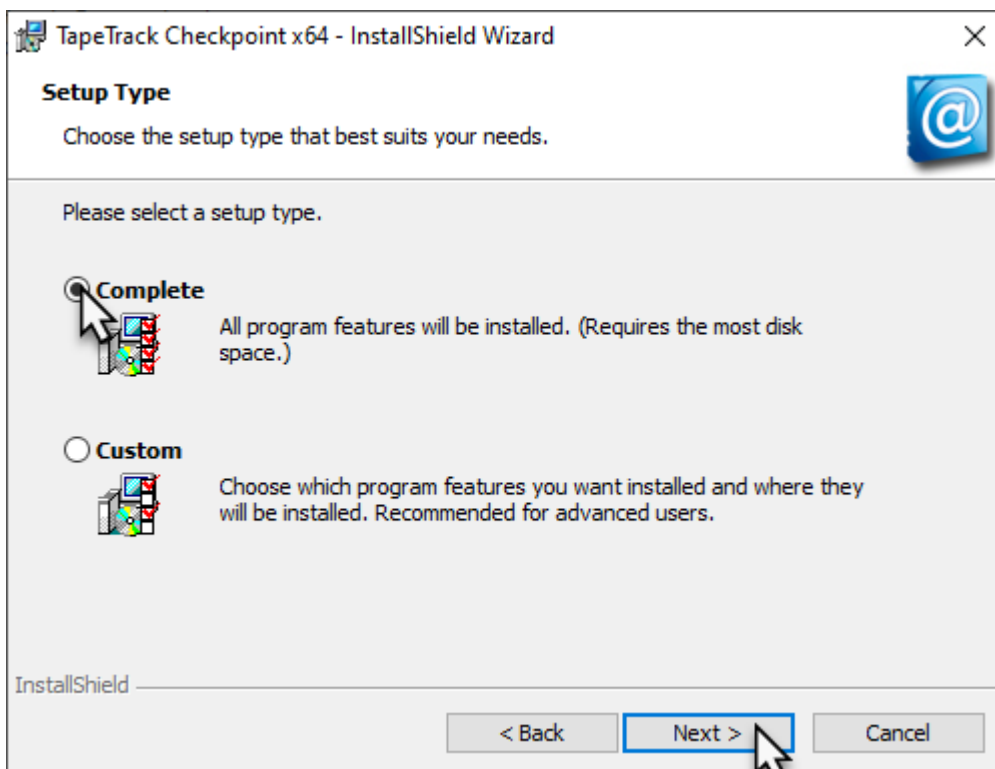 TapeTrack Checkpoint x64 - InstallShield Wizard
Setup Type
Choose the setup type that best suits your needs.
Please select a setup type.
Complete
All program features will be installed. (Requires the most disk
space.)
Custom
Choose which program features you want installed and where they
will be installed. Recommended for advanced users.
InstallShield
< Back Next > Cancel